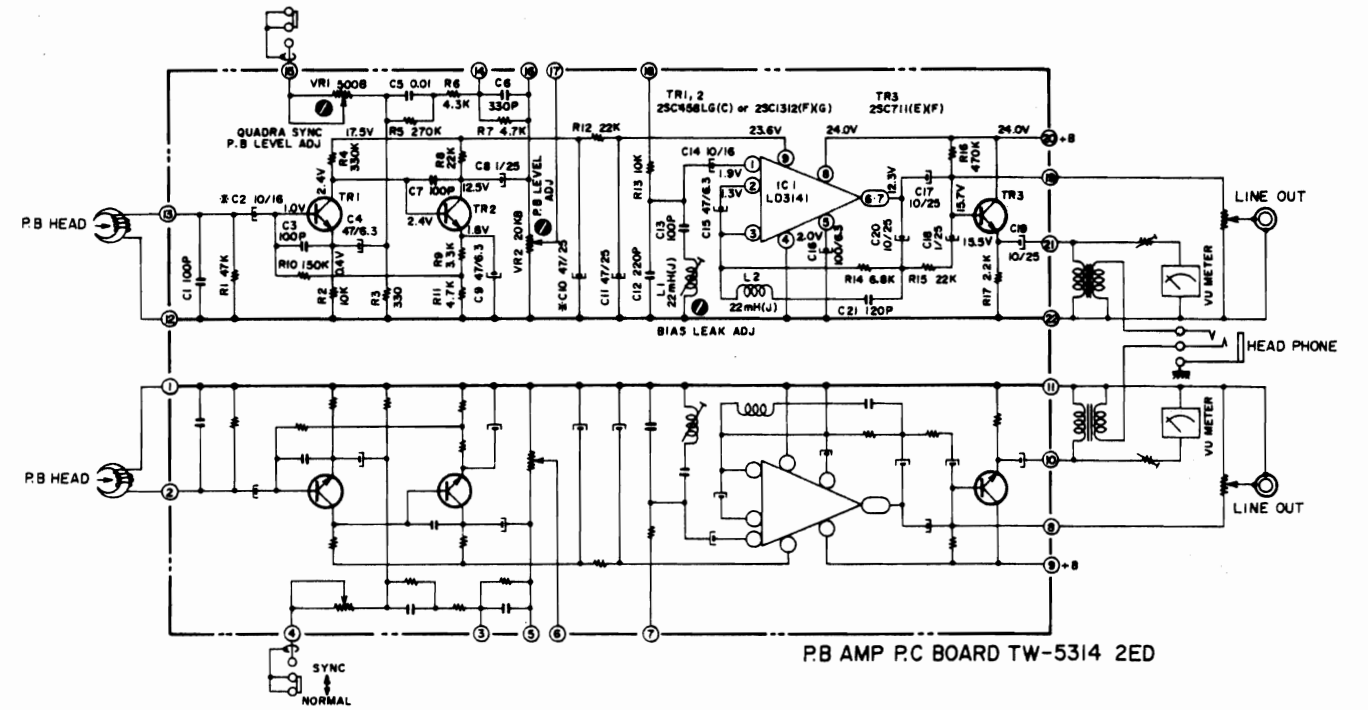 15
14
16
17
18
VR1 500B
C5 0.01
R6
4.3K
C6
330P
TR1, 2
2SC458LG(C) or 2SC1312(F)(G)
TR3
2SC711(E)(F)
QUADRA SYNC
P.B LEVEL ADJ
17.5V
R5 270K
R7 4.7K
R12 22K
23.6V
24.0V
24.0V
20 +B
R4
330K
R8
22K
C8 1/25
C14 10/16
R16
470K
2.4V
C7
100P
12.5V
P.B LEVEL
ADJ
R13 10K
1
1.9V
9
8
12.3V
C17
10/25
19
※C2 10/16
TR1
1.3V
2
IC1
LD3141
6·7
15.7V
TR3
LINE OUT
P.B HEAD
13
1.0V
C4
47/6.3
2.4V
TR2
VR2 20KB
C15 47/6.3
C3
100P
1.6V
C13
100P
3
4
5
2.0V
C16
100/6.3
C20
10/25
C18
1/25
15.5V
C19
10/25
21
C1 100P
R1 47K
R10 150K
0.4V
R9
3.3K
C9 47/6.3
※C10 47/25
C11 47/25
C12 220P
L1
22mH(J)
L2
22mH(J)
R14 6.8K
R15 22K
R17 2.2K
VU METER
R2
10K
R3
330
R11
4.7K
C21 120P
12
BIAS LEAK ADJ
22
HEAD PHONE
1
11
VU METER
P.B HEAD
2
10
LINE OUT
8
9 +B
4
3
5
6
7
SYNC
NORMAL
P.B AMP P.C BOARD TW-5314 2ED